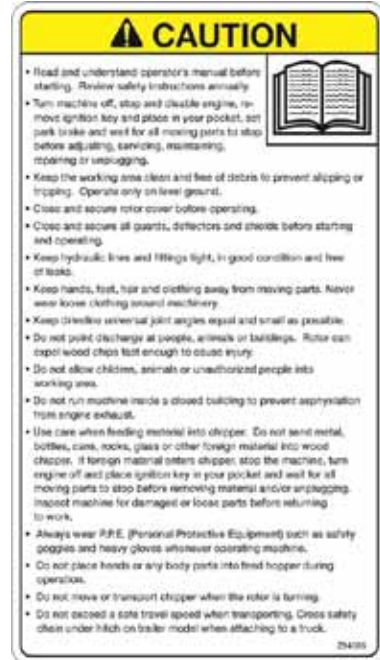 CAUTION
• Read and understand operator's manual before
starting. Review safety instructions annually.
• Turn machine off, stop and disable engine, re-
move ignition key and place in your pocket, set
park brake and wait for all moving parts to stop
before adjusting, servicing, maintaining,
repairing or unplugging.
• Keep the working area clean and free of debris to prevent slipping or
tripping. Operate only on level ground.
• Close and secure rotor cover before operating.
• Close and secure all guards, deflectors and shields before starting
and operating.
• Keep hydraulic lines and fittings tight, in good condition and free
of leaks.
• Keep hands, feet, hair and clothing away from moving parts. Never
wear loose clothing around machinery.
• Keep driveline universal joint angles equal and small as possible.
• Do not point discharge at people, animals or buildings. Rotor can
expel wood chips fast enough to cause injury.
• Do not allow children, animals or unauthorized people into
working area.
• Do not run machine inside a closed building to prevent asphyxiation
from engine exhaust.
• Use care when feeding material into chipper. Do not send metal,
bottles, cans, rocks, glass or other foreign material into wood
chipper. If foreign material enters chipper, stop the machine, turn
engine off and place ignition key in your pocket and wait for all
moving parts to stop before removing material and/or unplugging.
Inspect machine for damaged or loose parts before returning
to work.
• Always wear P.P.E. (Personal Protective Equipment) such as safety
goggles and heavy gloves whenever operating machine.
• Do not place hands or any body parts into feed hopper during
operation.
• Do not move or transport chipper when the rotor is turning.
• Do not exceed a safe travel speed when transporting. Cross safety
chain under hitch on trailer model when attaching to a truck.